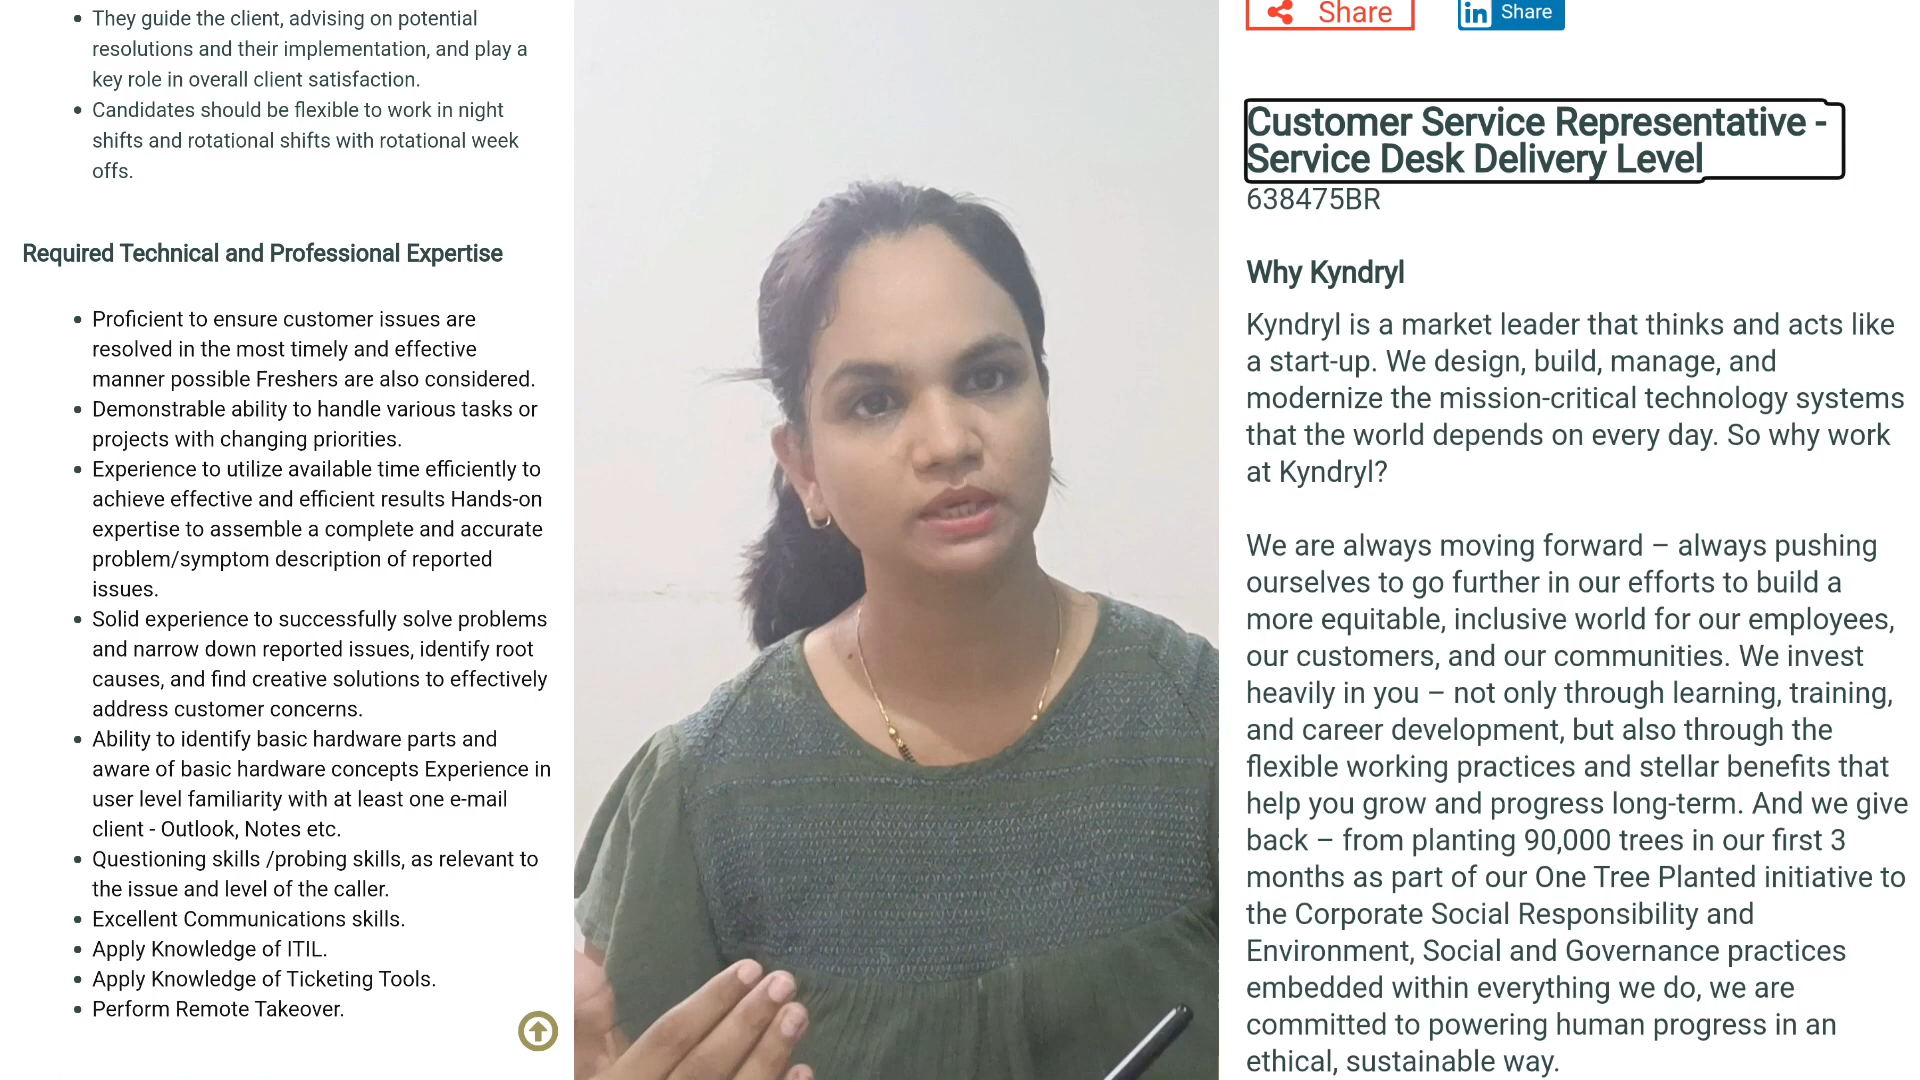 They guide the client, advising on potential
resolutions and their implementation, and play a
key role in overall client satisfaction.
Candidates should be flexible to work in night
shifts and rotational shifts with rotational week
offs.
Required Technical and Professional Expertise
Proficient to ensure customer issues are
resolved in the most timely and effective
manner possible Freshers are also considered.
Demonstrable ability to handle various tasks or
projects with changing priorities.
Experience to utilize available time efficiently to
achieve effective and efficient results Hands-on
expertise to assemble a complete and accurate
problem/symptom description of reported
issues.
Solid experience to successfully solve problems
and narrow down reported issues, identify root
causes, and find creative solutions to effectively
address customer concerns.
Ability to identify basic hardware parts and
aware of basic hardware concepts Experience in
user level familiarity with at least one e-mail
client - Outlook, Notes etc.
Questioning skills /probing skills, as relevant to
the issue and level of the caller.
Excellent Communications skills.
Apply Knowledge of ITIL.
Apply Knowledge of Ticketing Tools.
Perform Remote Takeover.
Share
in Share
Customer Service Representative -
Service Desk Delivery Level
638475BR
Why Kyndryl
Kyndryl is a market leader that thinks and acts like
a start-up. We design, build, manage, and
modernize the mission-critical technology systems
that the world depends on every day. So why work
at Kyndryl?
We are always moving forward – always pushing
ourselves to go further in our efforts to build a
more equitable, inclusive world for our employees,
our customers, and our communities. We invest
heavily in you – not only through learning, training,
and career development, but also through the
flexible working practices and stellar benefits that
help you grow and progress long-term. And we give
back – from planting 90,000 trees in our first 3
months as part of our One Tree Planted initiative to
the Corporate Social Responsibility and
Environment, Social and Governance practices
embedded within everything we do, we are
committed to powering human progress in an
ethical, sustainable way.